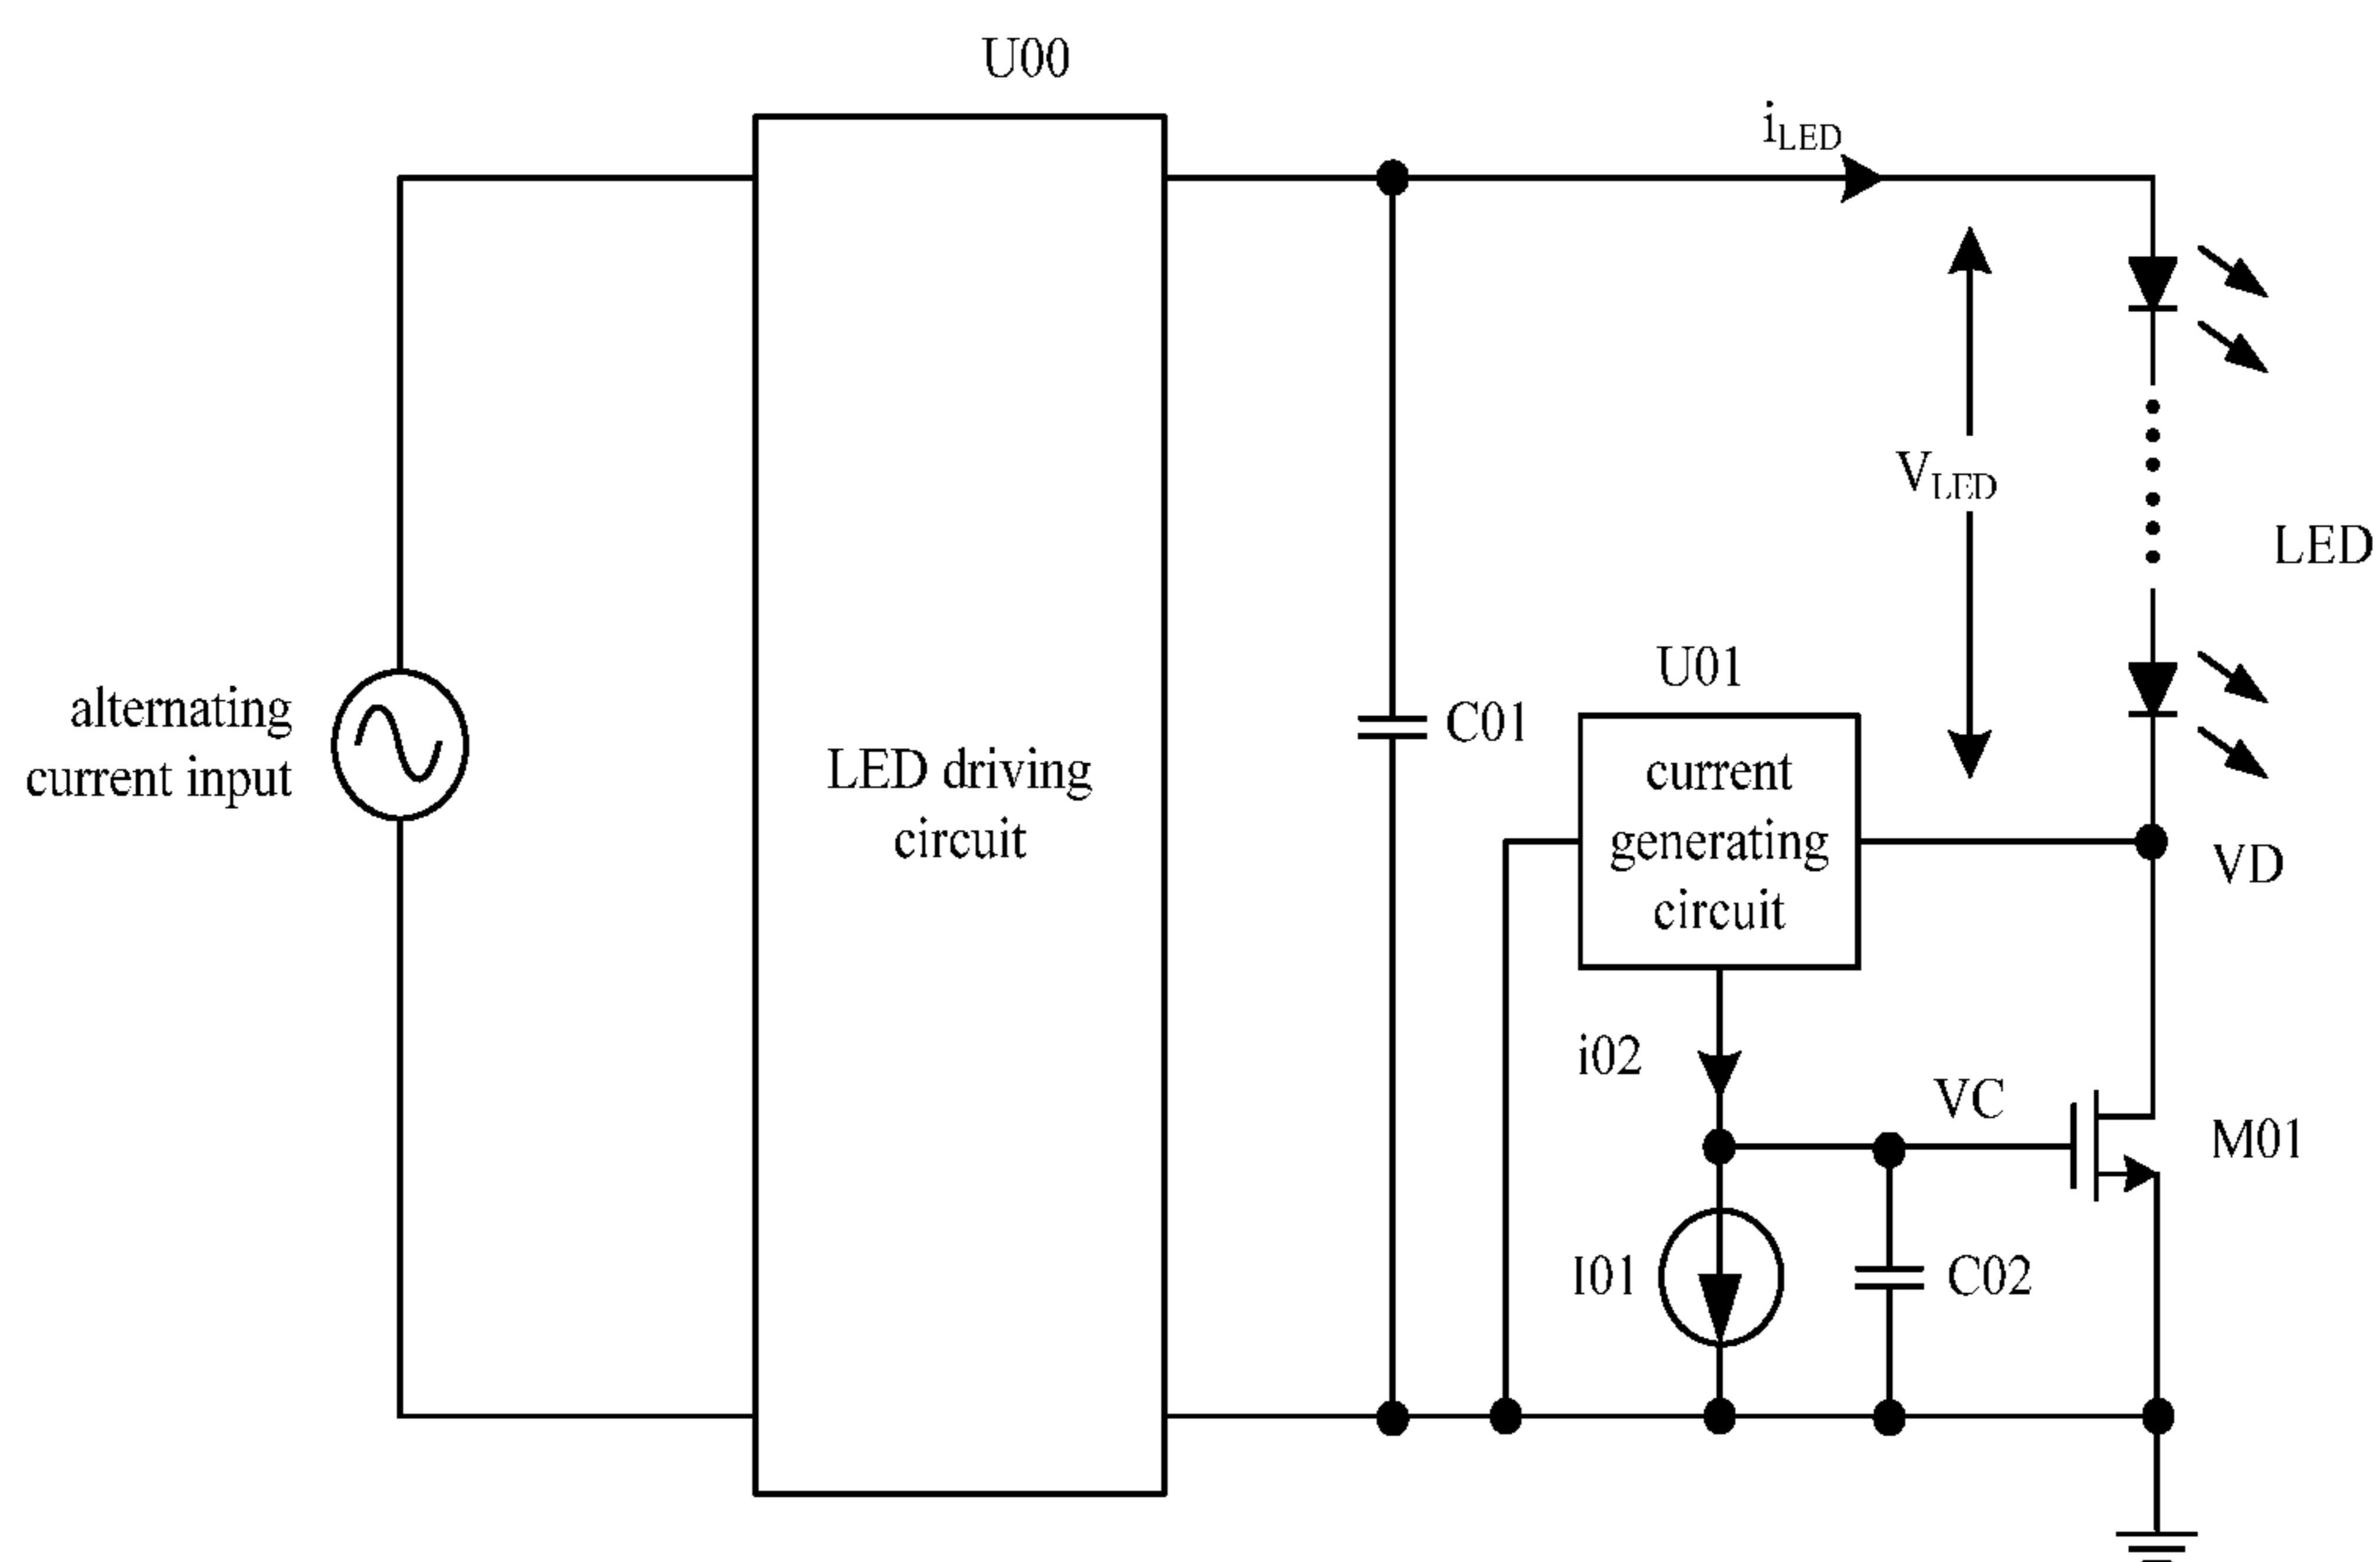 U00
iLED
alternating
current input
LED driving
circuit
C01
VLED
LED
U01
current
generating
circuit
VD
i02
VC
M01
I01
C02